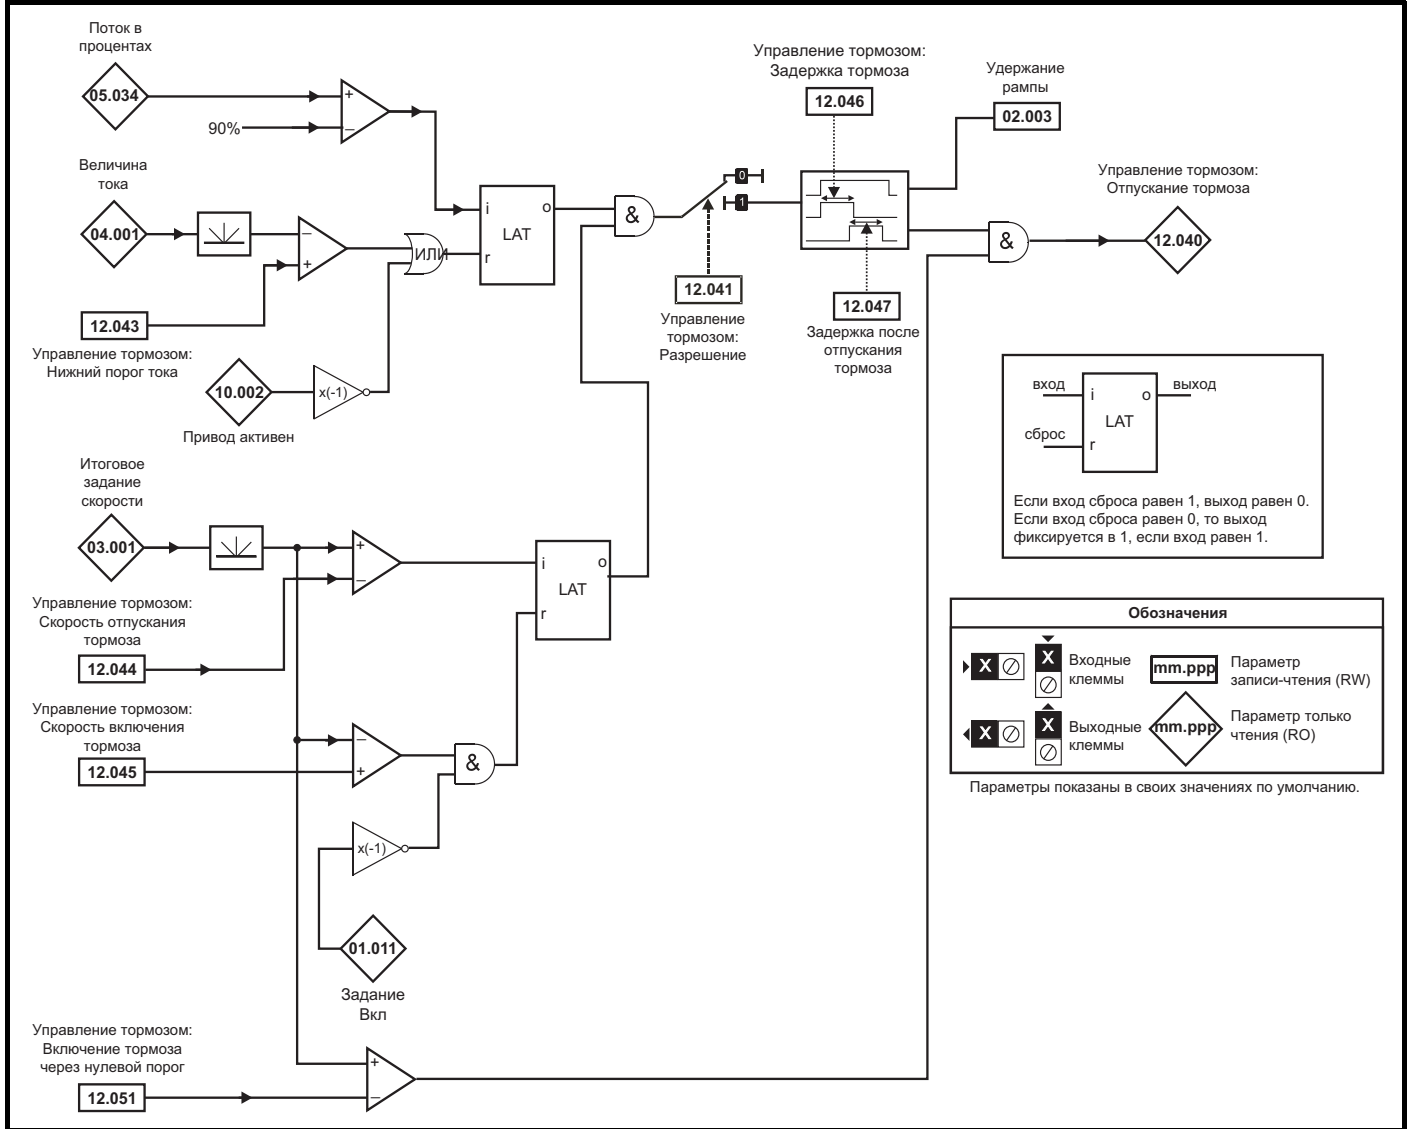 Поток в
процентах
05.034
+
–
90%
Величина
тока
04.001
–
+
12.043
Управление тормозом:
Нижний порог тока
10.002
Привод активен
x(-1)
ИЛИ
i
o
LAT
r
&
0
1
12.041
Управление
тормозом:
Разрешение
Управление тормозом:
Задержка тормоза
12.046
12.047
Задержка после
отпускания
тормоза
Удержание
рампы
02.003
&
Управление тормозом:
Отпускание тормоза
12.040
вход
i
o
выход
LAT
сброс
r
Если вход сброса равен 1, выход равен 0.
Если вход сброса равен 0, то выход
фиксируется в 1, если вход равен 1.
Итоговое
задание
скорости
03.001
+
–
Управление тормозом:
Скорость отпускания
тормоза
12.044
i
o
LAT
r
Управление тормозом:
Скорость включения
тормоза
12.045
–
+
&
x(-1)
01.011
Задание
Вкл
Управление тормозом:
Включение тормоза
через нулевой порог
12.051
+
–
Обозначения
X
X
Входные
клеммы
mm.ppp
Параметр
записи-чтения (RW)
X
X
Выходные
клеммы
mm.ppp
Параметр только
чтения (RO)
Параметры показаны в своих значениях по умолчанию.